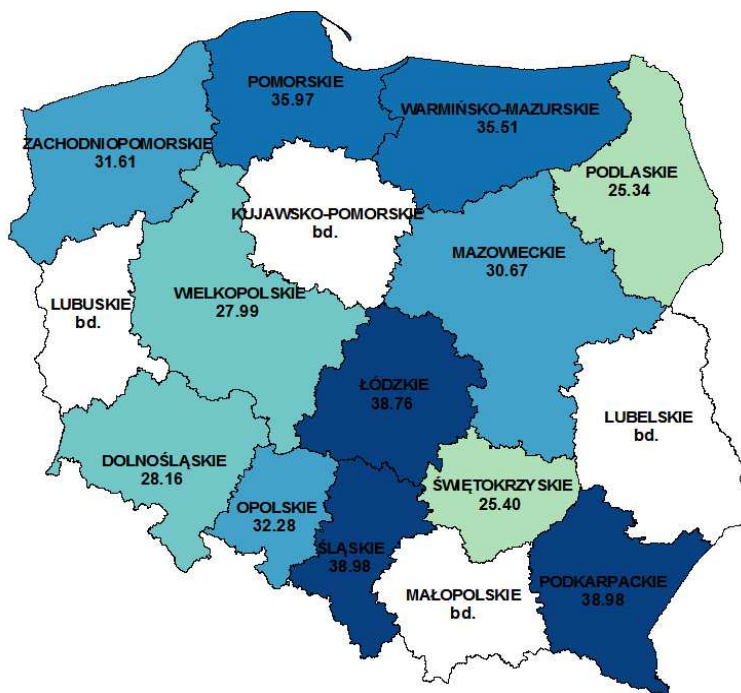 POMORSKIE
35.97
WARMIŃSKO-MAZURSKIE
35.51
ZACHODNIOPOMORSKIE
31.61
PODLASKIE
25.34
KUJAWSKO-POMORSKIE
bd.
MAZOWIECKIE
30.67
WIELKOPOLSKIE
27.99
LUBUSKIE
bd.
ŁÓDZKIE
38.76
LUBELSKIE
bd.
DOLNOŚLĄSKIE
28.16
ŚWIĘTOKRZYSKIE
25.40
OPOLSKIE
32.28
ŚLĄSKIE
38.98
PODKARPACKIE
38.98
MAŁOPOLSKIE
bd.